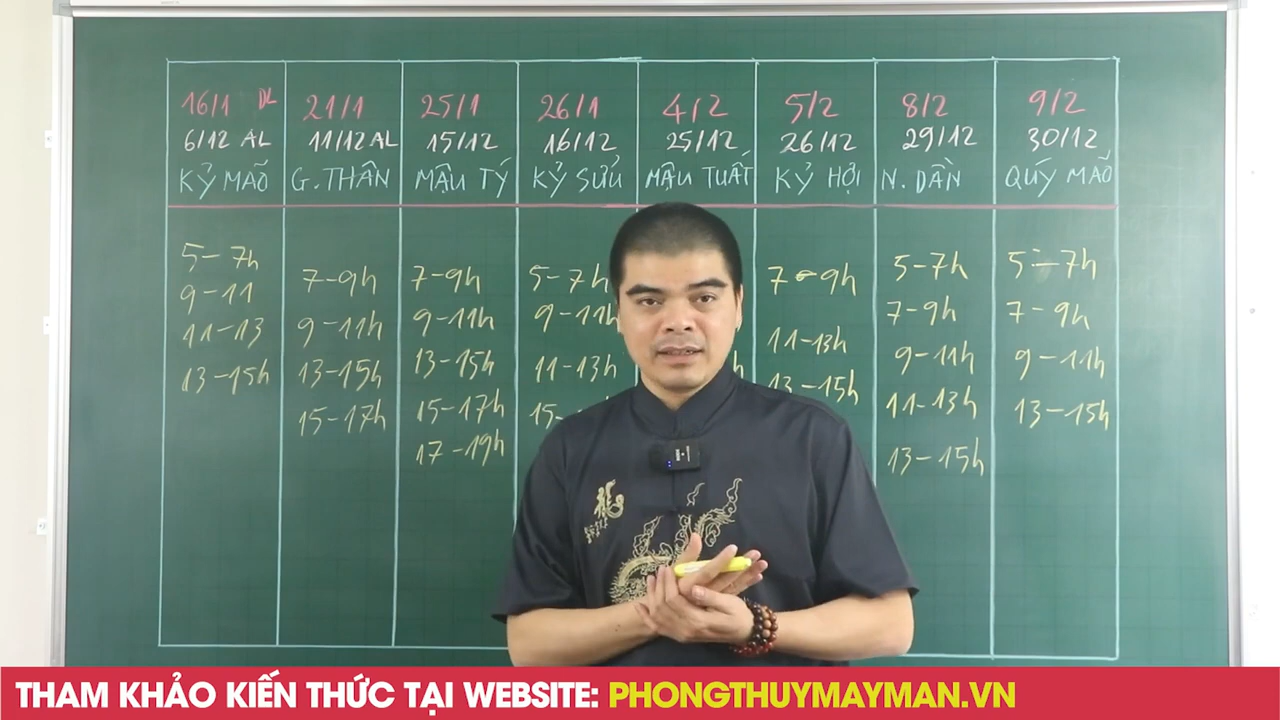 16/1 DL
6/12 AL
KỶ MÃO
5-7h
9-11
11-13
13-15h
21/1
11/12 AL
G. THÂN
7-9h
9-11h
13-15h
15-17h
25/1
15/12
MẬU TÝ
7-9h
9-11h
13-15h
15-17h
17-19h
26/1
16/12
KỶ SỬU
5-7h
9-11h
11-13h
15-
4/2
25/12
MẬU TUẤT
5/2
26/12
KỶ HỢI
7-9h
11-13h
13-15h
8/2
29/12
N. DẦN
5-7h
7-9h
9-11h
11-13h
13-15h
9/2
30/12
QUÝ MÃO
5-7h
7-9h
9-11h
13-15h
THAM KHẢO KIẾN THỨC TẠI WEBSITE: PHONGTHUYMAYMAN.VN